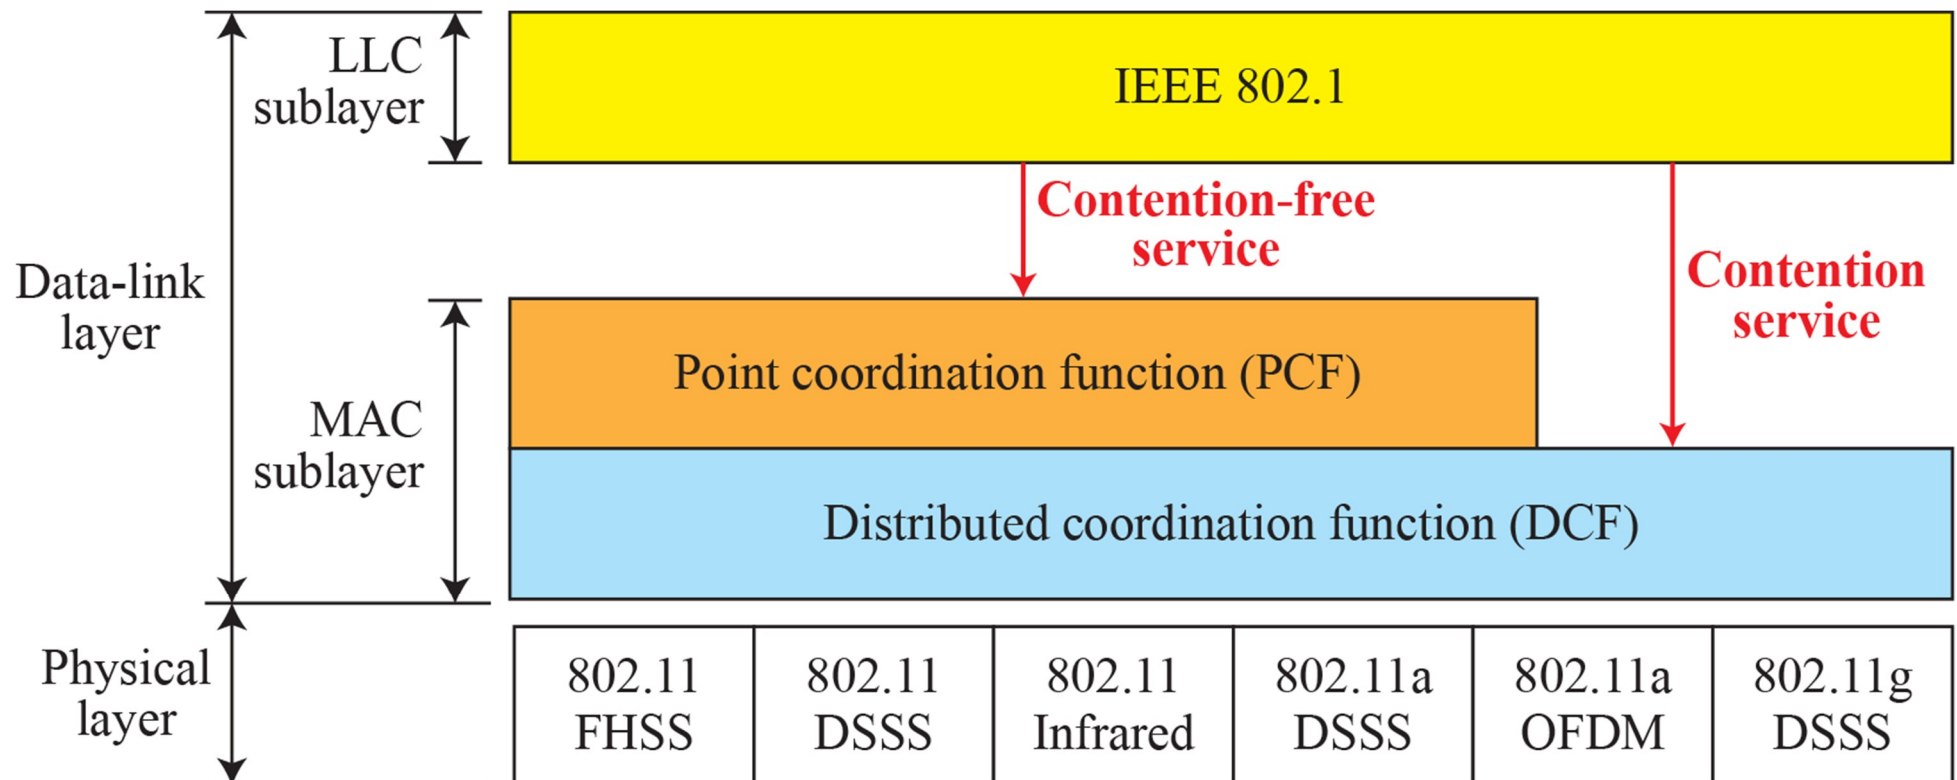 LLC
sublayer
IEEE 802.1
Contention-free
service
Contention
service
Data-link
layer
MAC
sublayer
Point coordination function (PCF)
Distributed coordination function (DCF)
Physical
layer
802.11
FHSS
802.11
DSSS
802.11
Infrared
802.11a
DSSS
802.11a
OFDM
802.11g
DSSS